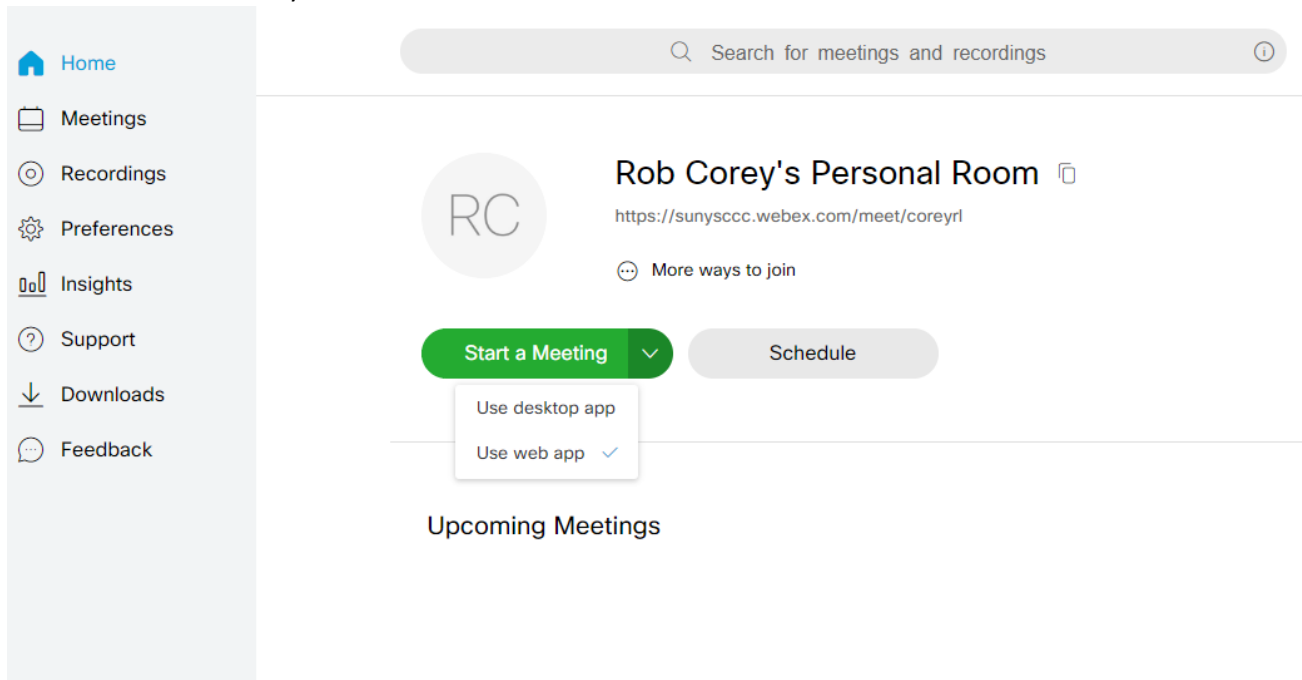 Home
Meetings
Recordings
Preferences
Insights
Support
Downloads
Feedback
Search for meetings and recordings
RC
Rob Corey's Personal Room
https://sunysccc.webex.com/meet/coreyrl
More ways to join
Start a Meeting
Schedule
Use desktop app
Use web app
Upcoming Meetings